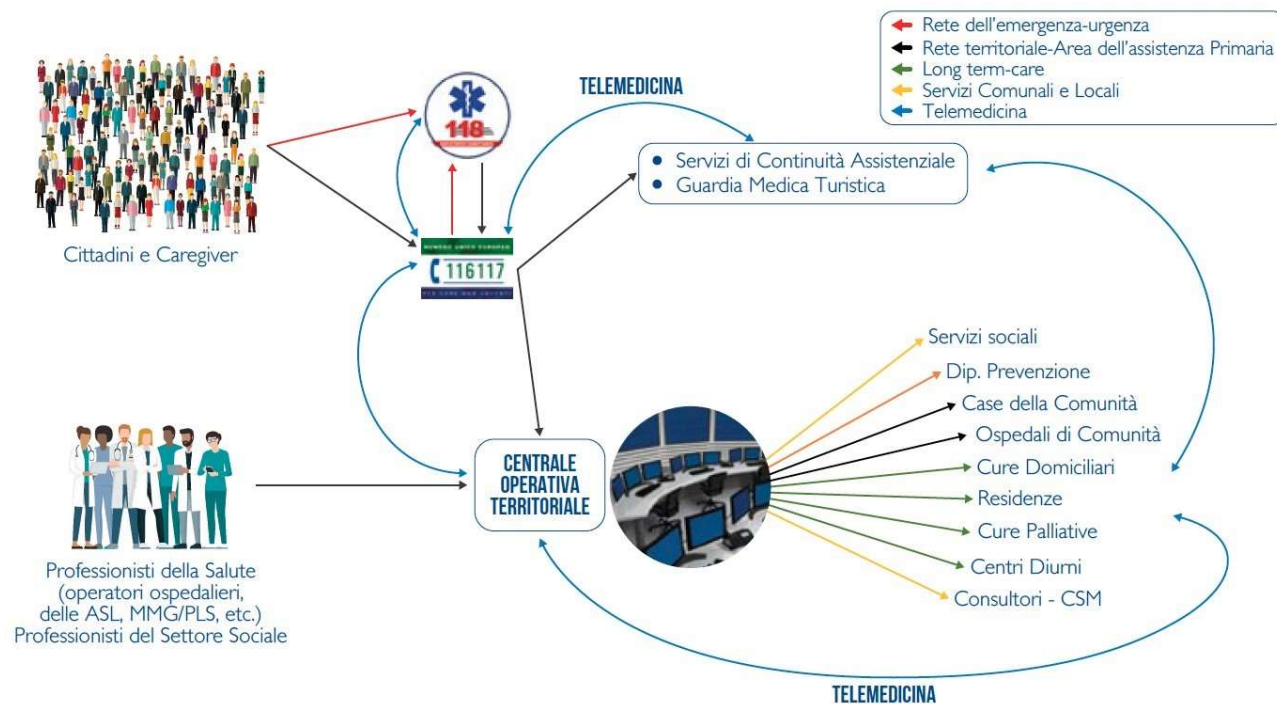 Rete dell'emergenza-urgenza
Rete territoriale-Area dell'assistenza Primaria
Long term-care
Servizi Comunali e Locali
Telemedicina
TELEMEDICINA
118
Servizi di Continuità Assistenziale
Guardia Medica Turistica
Cittadini e Caregiver
NUMERO UNICO EUROPEO
116117
Servizi sociali
Dip. Prevenzione
Case della Comunità
Ospedali di Comunità
Cure Domiciliari
Residenze
Cure Palliative
Centri Diurni
Consultori - CSM
CENTRALE
OPERATIVA
TERRITORIALE
Professionisti della Salute
(operatori ospedalieri,
delle ASL, MMG/PLS, etc.)
Professionisti del Settore Sociale
TELEMEDICINA